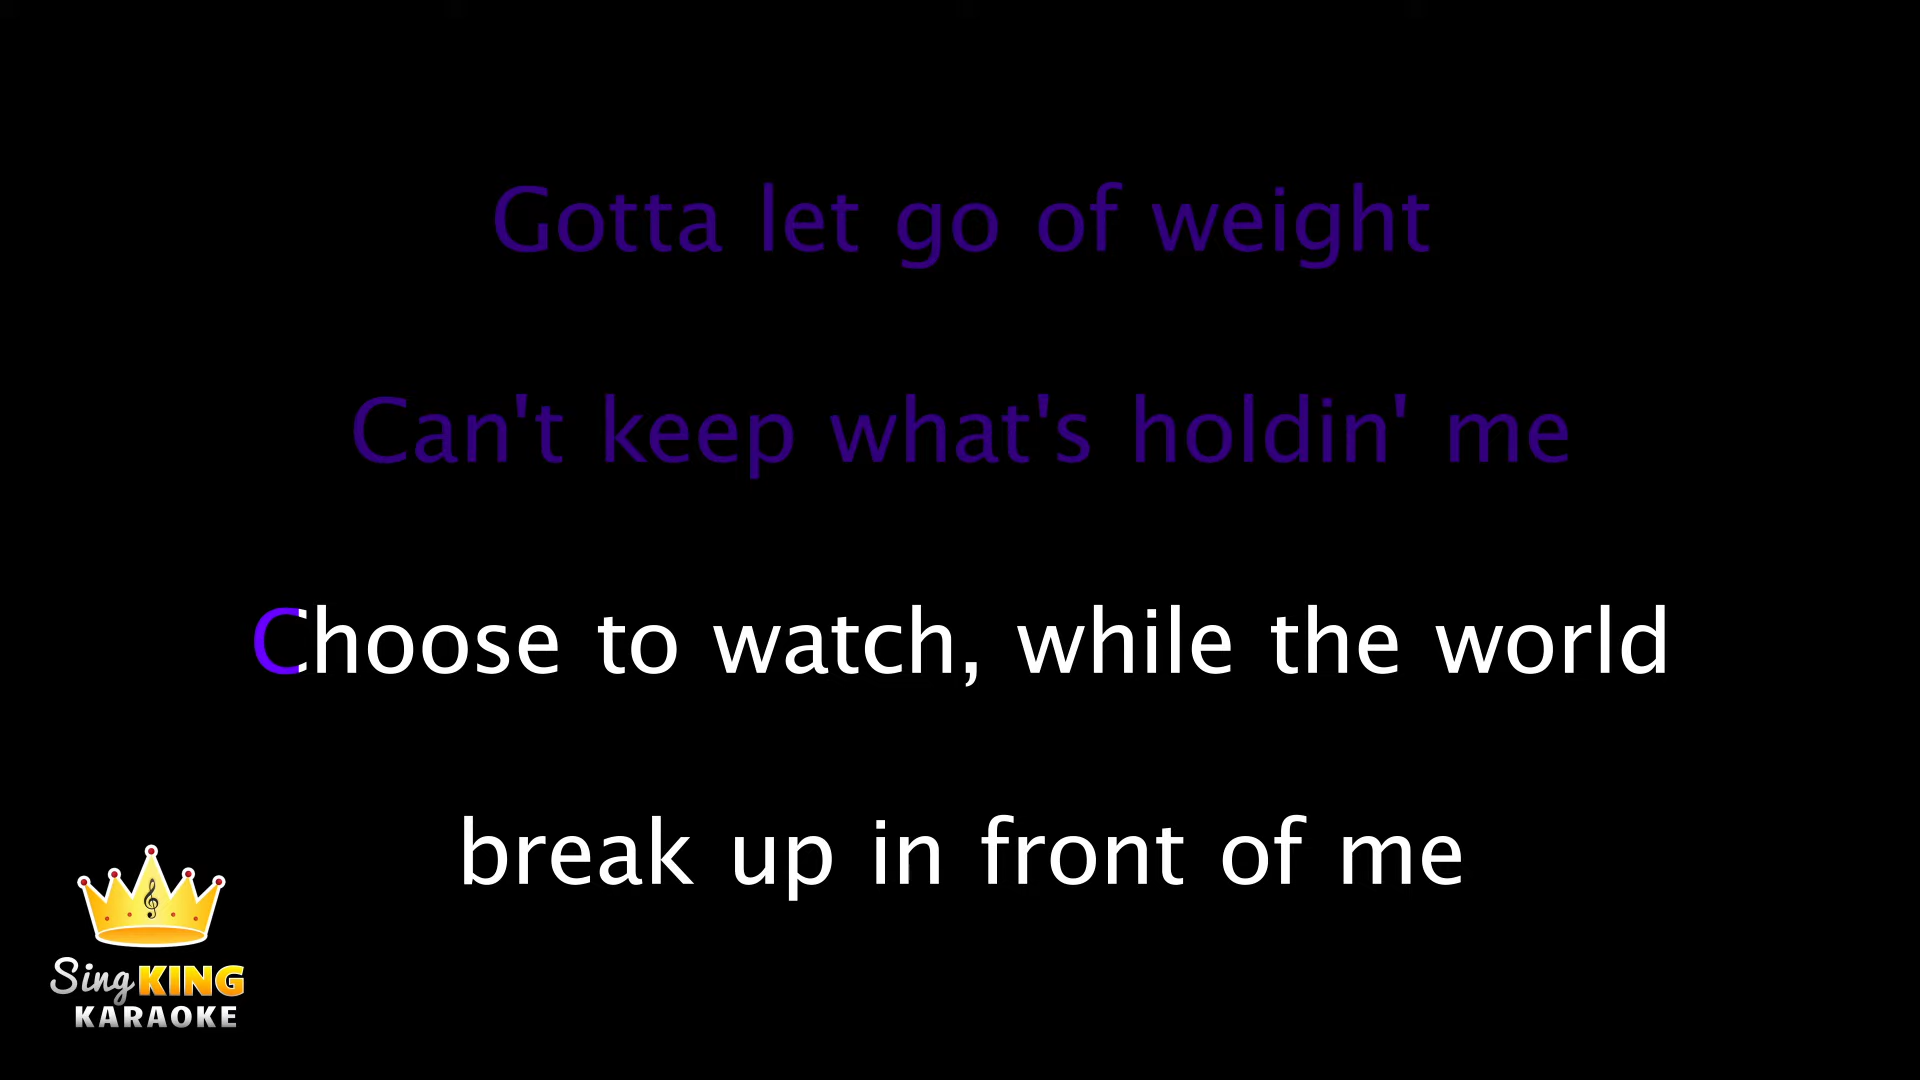 Gotta let go of weight
Can't keep what's holdin' me
Choose to watch, while the world
break up in front of me
Sing KING
KARAOKE